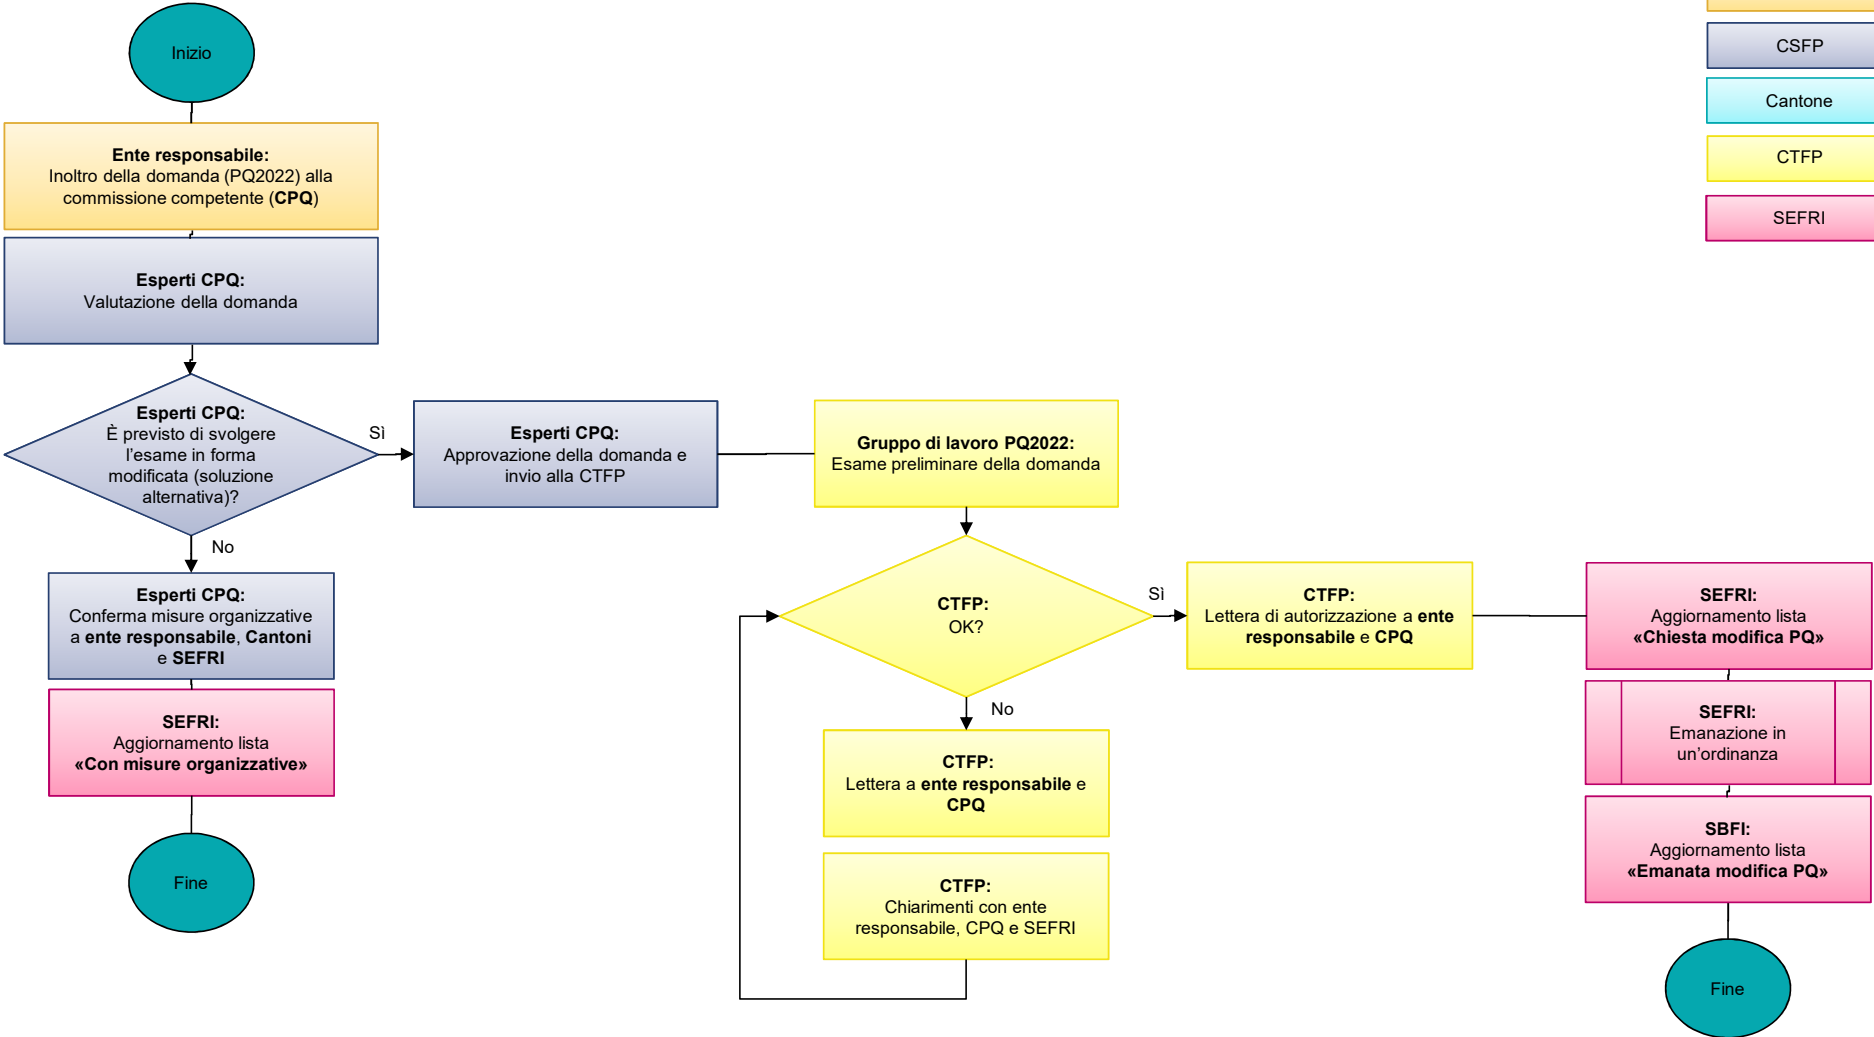 Inizio
Ente responsabile:
Inoltro della domanda (PQ2022) alla
commissione competente (CPQ)
Esperti CPQ:
Valutazione della domanda
Esperti CPQ:
È previsto di svolgere
l'esame in forma
modificata (soluzione
alternativa)?
Sì
No
Esperti CPQ:
Conferma misure organizzative
a ente responsabile, Cantoni
e SEFRI
SEFRI:
Aggiornamento lista
«Con misure organizzative»
Fine
Esperti CPQ:
Approvazione della domanda e
invio alla CTFP
Gruppo di lavoro PQ2022:
Esame preliminare della domanda
CTFP:
OK?
Sì
No
CTFP:
Lettera a ente responsabile e
CPQ
CTFP:
Chiarimenti con ente
responsabile, CPQ e SEFRI
CTFP:
Lettera di autorizzazione a ente
responsabile e CPQ
SEFRI:
Aggiornamento lista
«Chiesta modifica PQ»
SEFRI:
Emanazione in
un'ordinanza
SBFI:
Aggiornamento lista
«Emanata modifica PQ»
Fine
CSFP
Cantone
CTFP
SEFRI